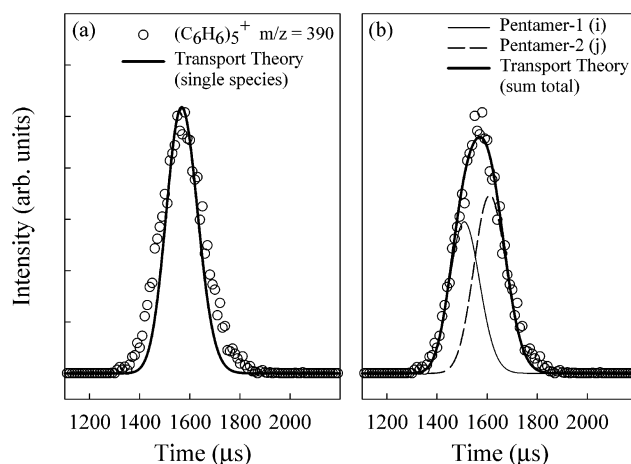 (a)
(C6H6)5+ m/z = 390
Transport Theory
(single species)
(b)
Pentamer-1 (i)
Pentamer-2 (j)
Transport Theory
(sum total)
Intensity (arb. units)
1200 1400 1600 1800 2000
1200 1400 1600 1800 2000
Time (μs)
Time (μs)